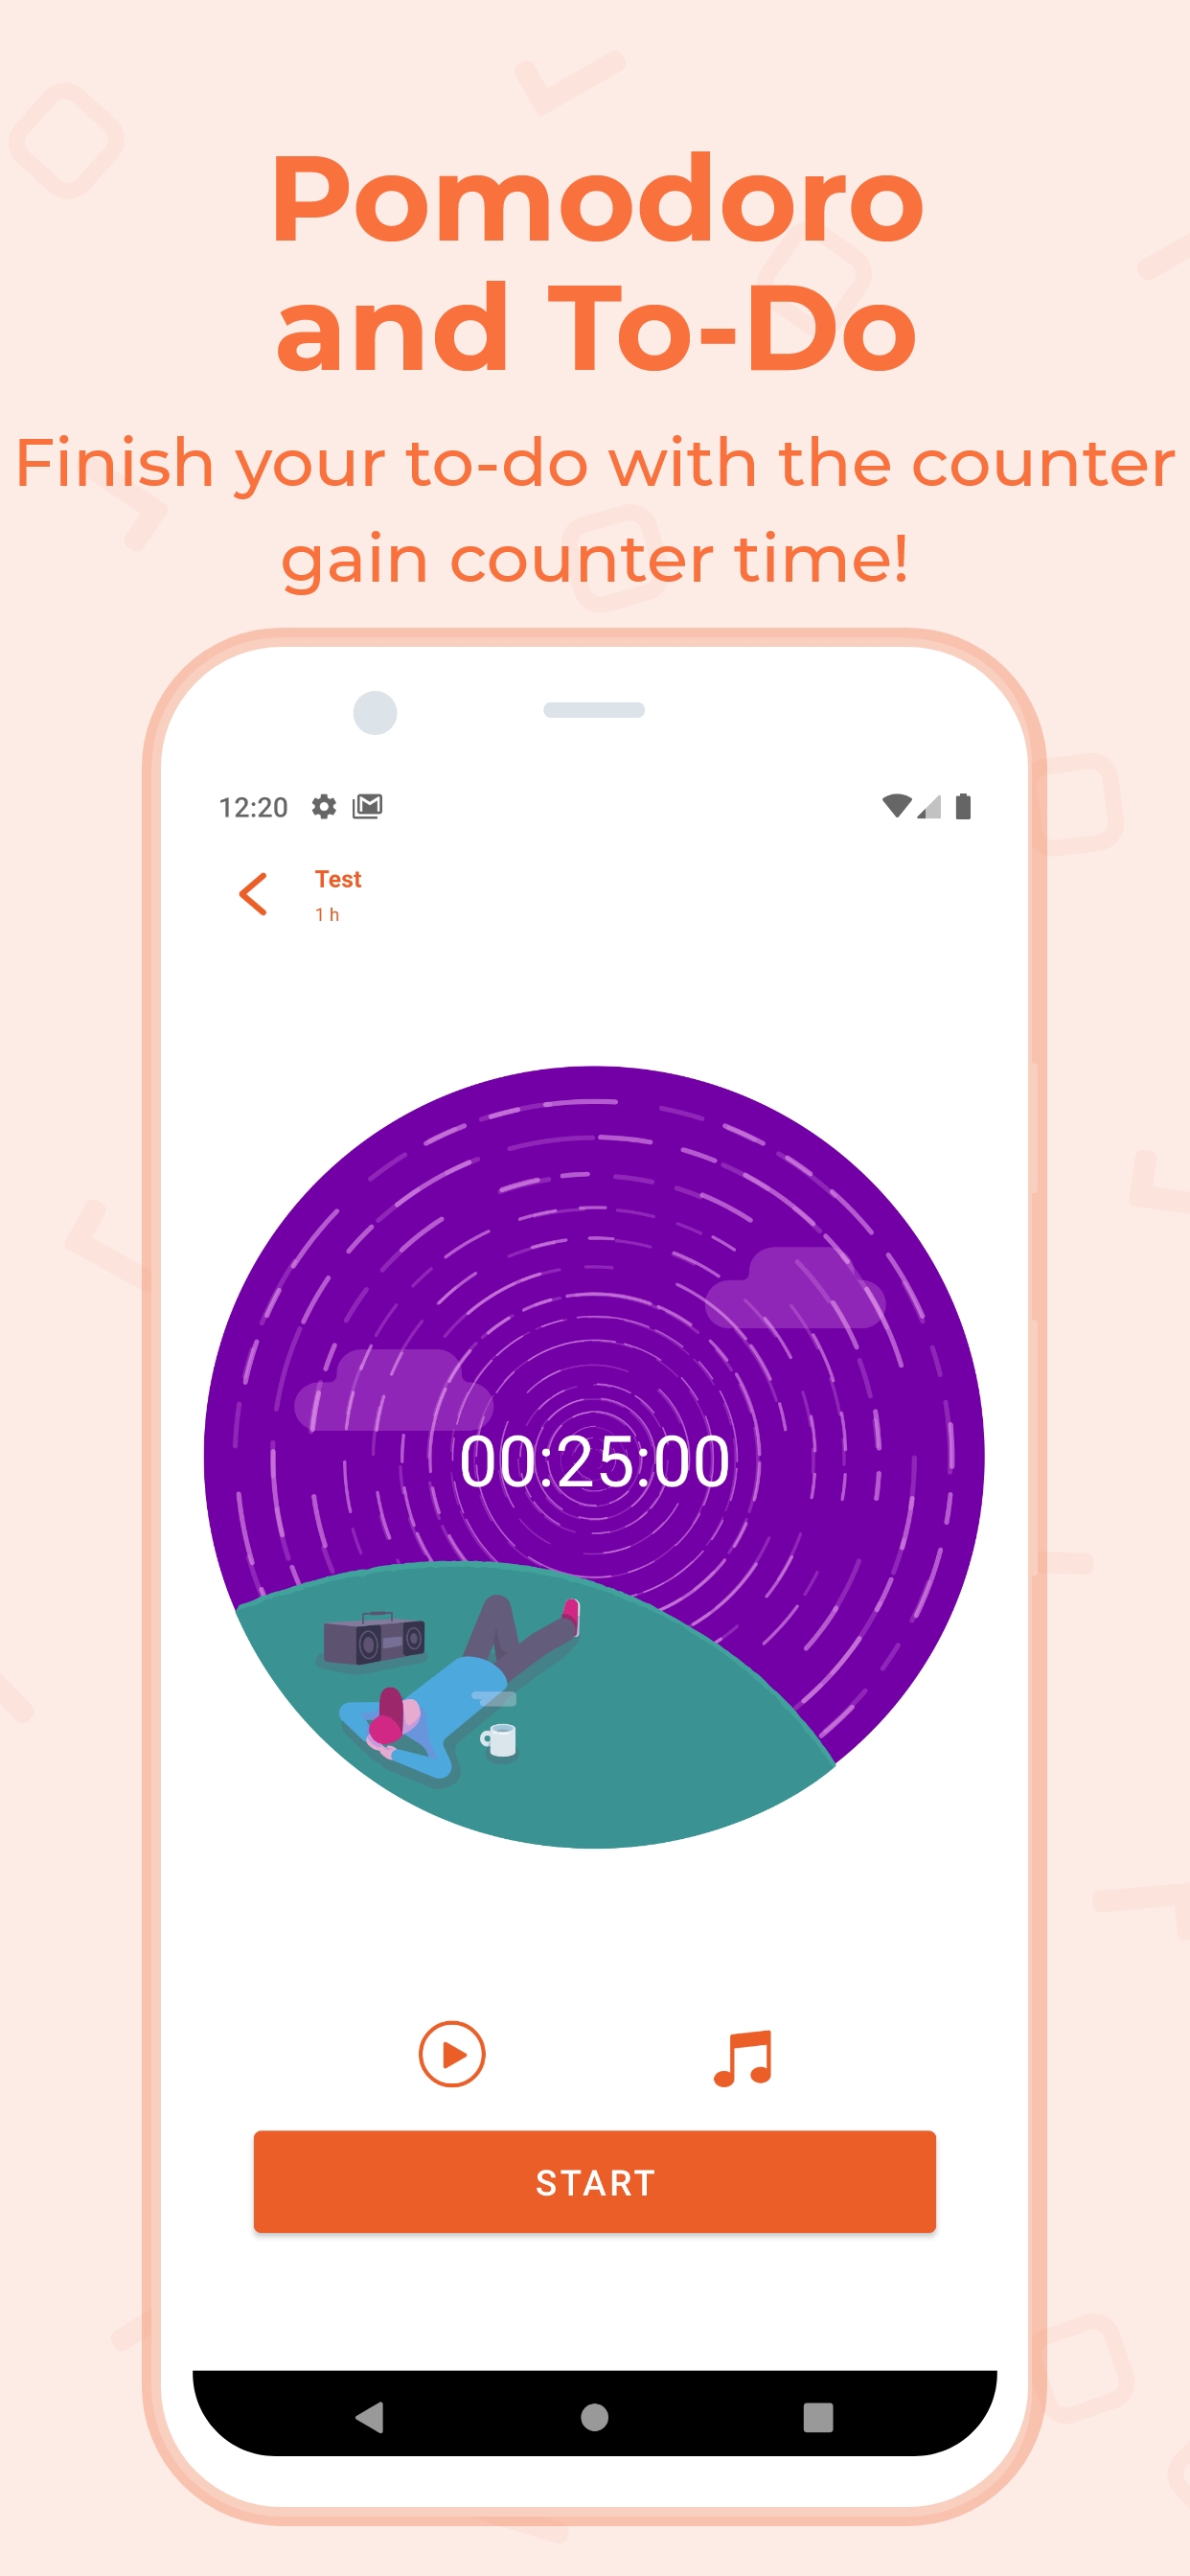 Pomodoro
and To-Do
Finish your to-do with the counter
gain counter time!
12:20
Test
1 h
00:25:00
START